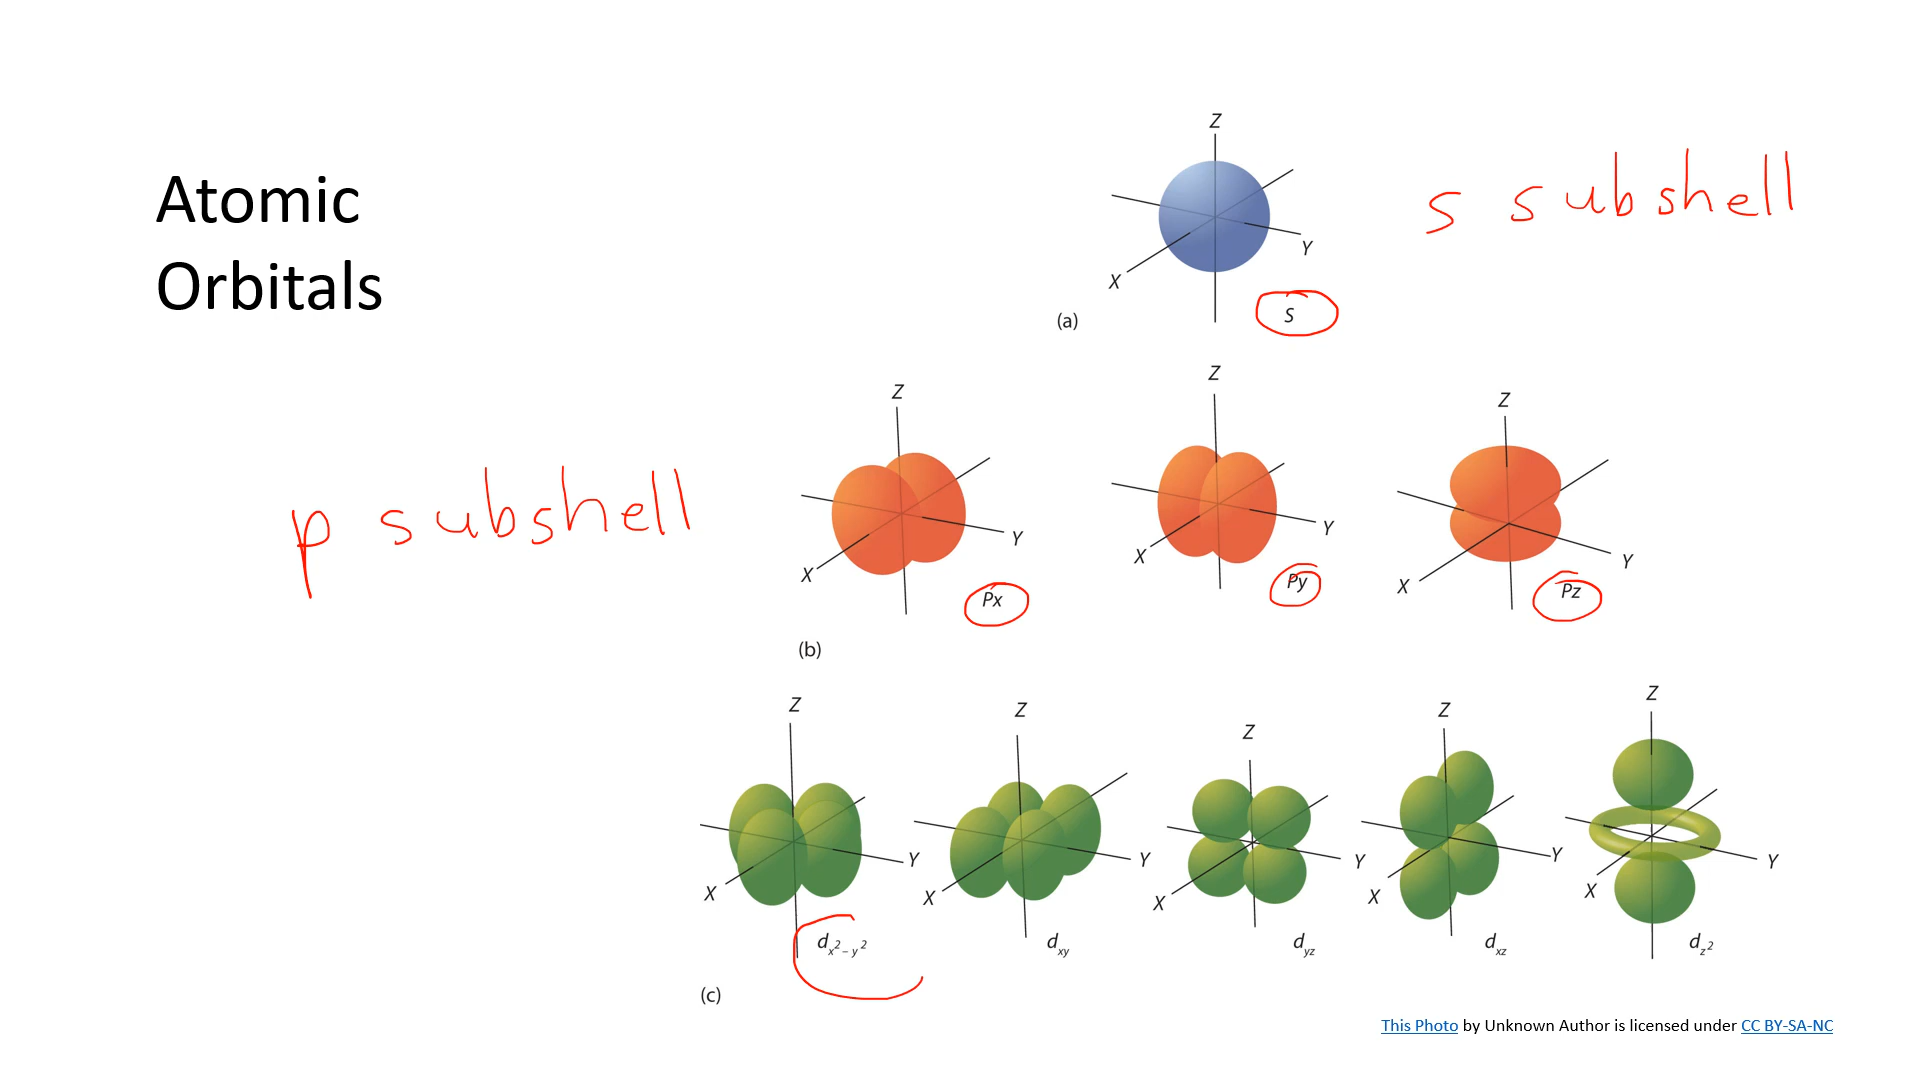 Atomic
Orbitals
Z
Y
X
S
(a)
s subshell
p subshell
Z
Y
X
Px
Z
Y
X
Py
Z
Y
X
Pz
(b)
Z
Y
X
dx²–y²
Z
Y
X
dxy
Z
Y
X
dyz
Z
Y
X
dxz
Z
Y
X
dz²
(c)
This Photo by Unknown Author is licensed under CC BY-SA-NC